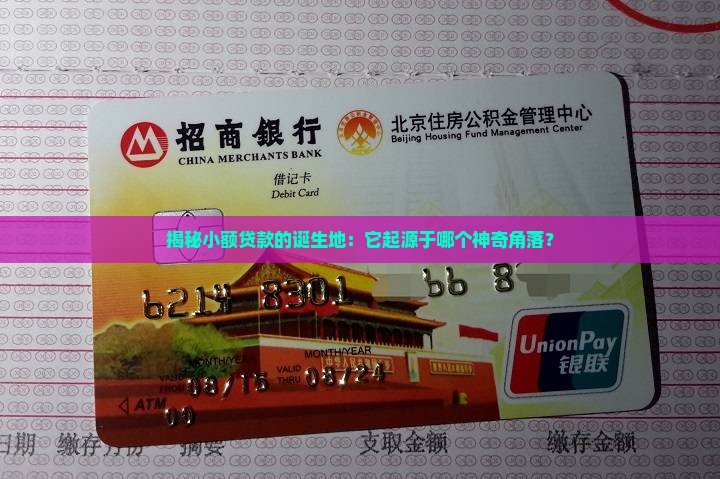 招商銀行
CHINA MERCHANTS BANK
北京住房公积金管理中心
Beijing Housing Fund Management Center
借记卡
Debit Card
揭秘小额贷款的诞生地：它起源于哪个神奇角落？
6214 8301 66 8
MONTH/YEAR MONTH/YEAR
VALID FROM 08/15 VALID THRU 08/24
ATM
00
UnionPay
银联
日期 缴存月份 摘要 支取金额 缴存金额